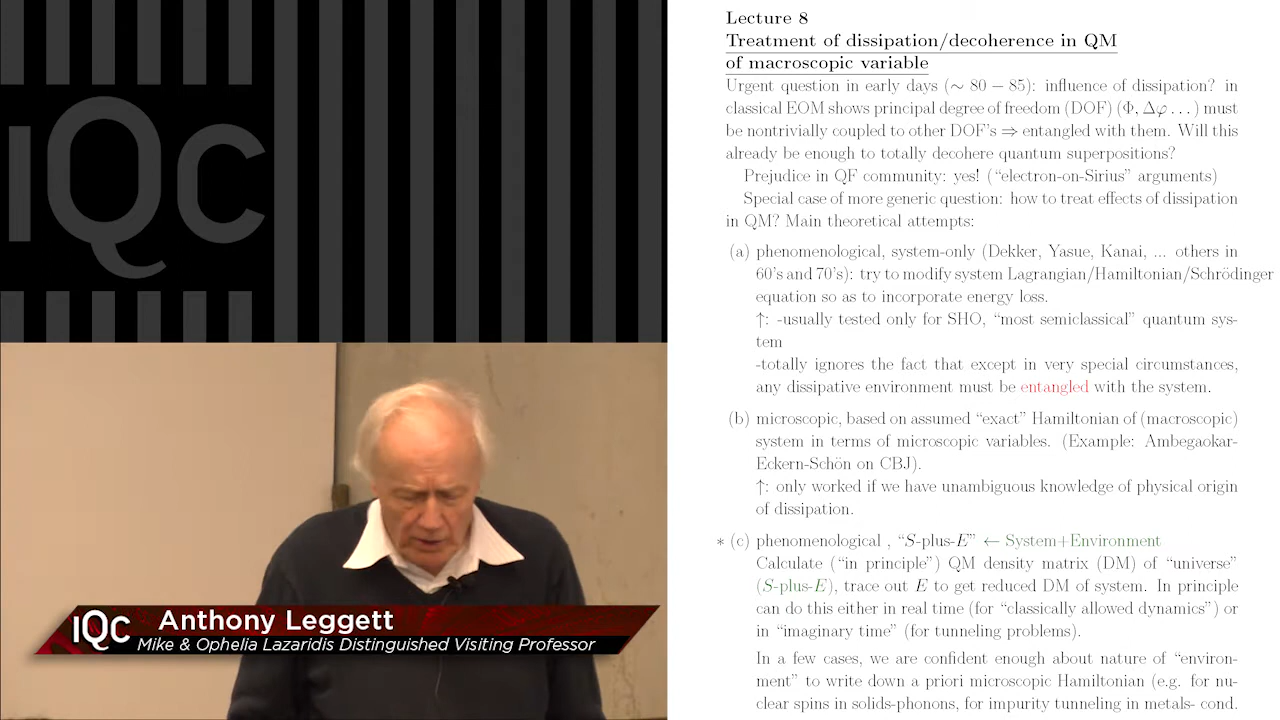 IQC
IQC
Anthony Leggett
Mike & Ophelia Lazaridis Distinguished Visiting Professor
Lecture 8
Treatment of dissipation/decoherence in QM
of macroscopic variable
Urgent question in early days (∼ 80 − 85): influence of dissipation? in
classical EOM shows principal degree of freedom (DOF) (Φ, Δφ . . . ) must
be nontrivially coupled to other DOF's ⇒ entangled with them. Will this
already be enough to totally decohere quantum superpositions?
Prejudice in QF community: yes! ("electron-on-Sirius" arguments)
Special case of more generic question: how to treat effects of dissipation
in QM? Main theoretical attempts:
(a) phenomenological, system-only (Dekker, Yasue, Kanai, ... others in
60's and 70's): try to modify system Lagrangian/Hamiltonian/Schrödinger
equation so as to incorporate energy loss.
↑: -usually tested only for SHO, "most semiclassical" quantum sys-
tem
-totally ignores the fact that except in very special circumstances,
any dissipative environment must be entangled with the system.
(b) microscopic, based on assumed "exact" Hamiltonian of (macroscopic)
system in terms of microscopic variables. (Example: Ambegaokar-
Eckern-Schön on CBJ).
↑: only worked if we have unambiguous knowledge of physical origin
of dissipation.
* (c) phenomenological , "S-plus-E" ← System+Environment
Calculate ("in principle") QM density matrix (DM) of "universe"
(S-plus-E), trace out E to get reduced DM of system. In principle
can do this either in real time (for "classically allowed dynamics") or
in "imaginary time" (for tunneling problems).
In a few cases, we are confident enough about nature of "environ-
ment" to write down a priori microscopic Hamiltonian (e.g. for nu-
clear spins in solids-phonons, for impurity tunneling in metals- cond.